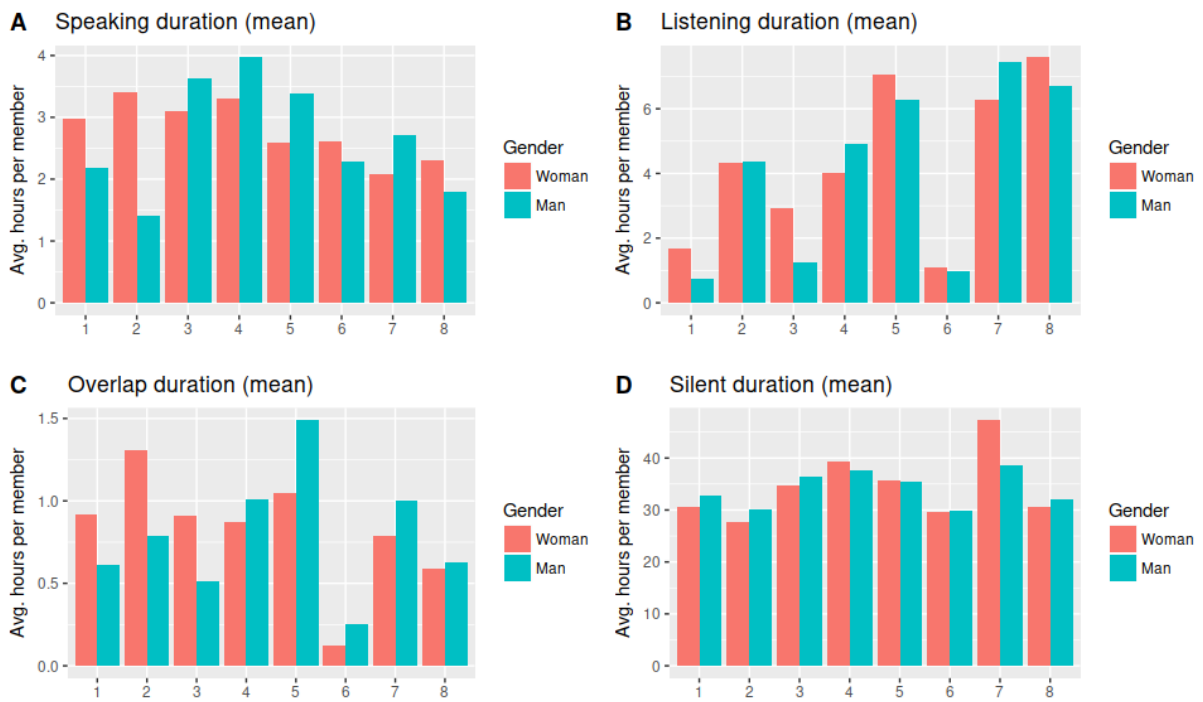 A Speaking duration (mean)
Avg. hours per member
4
3
2
1
0
1 2 3 4 5 6 7 8
Gender
Woman
Man
B Listening duration (mean)
Avg. hours per member
6
4
2
0
1 2 3 4 5 6 7 8
Gender
Woman
Man
C Overlap duration (mean)
Avg. hours per member
1.5
1.0
0.5
0.0
1 2 3 4 5 6 7 8
Gender
Woman
Man
D Silent duration (mean)
Avg. hours per member
40
30
20
10
0
1 2 3 4 5 6 7 8
Gender
Woman
Man